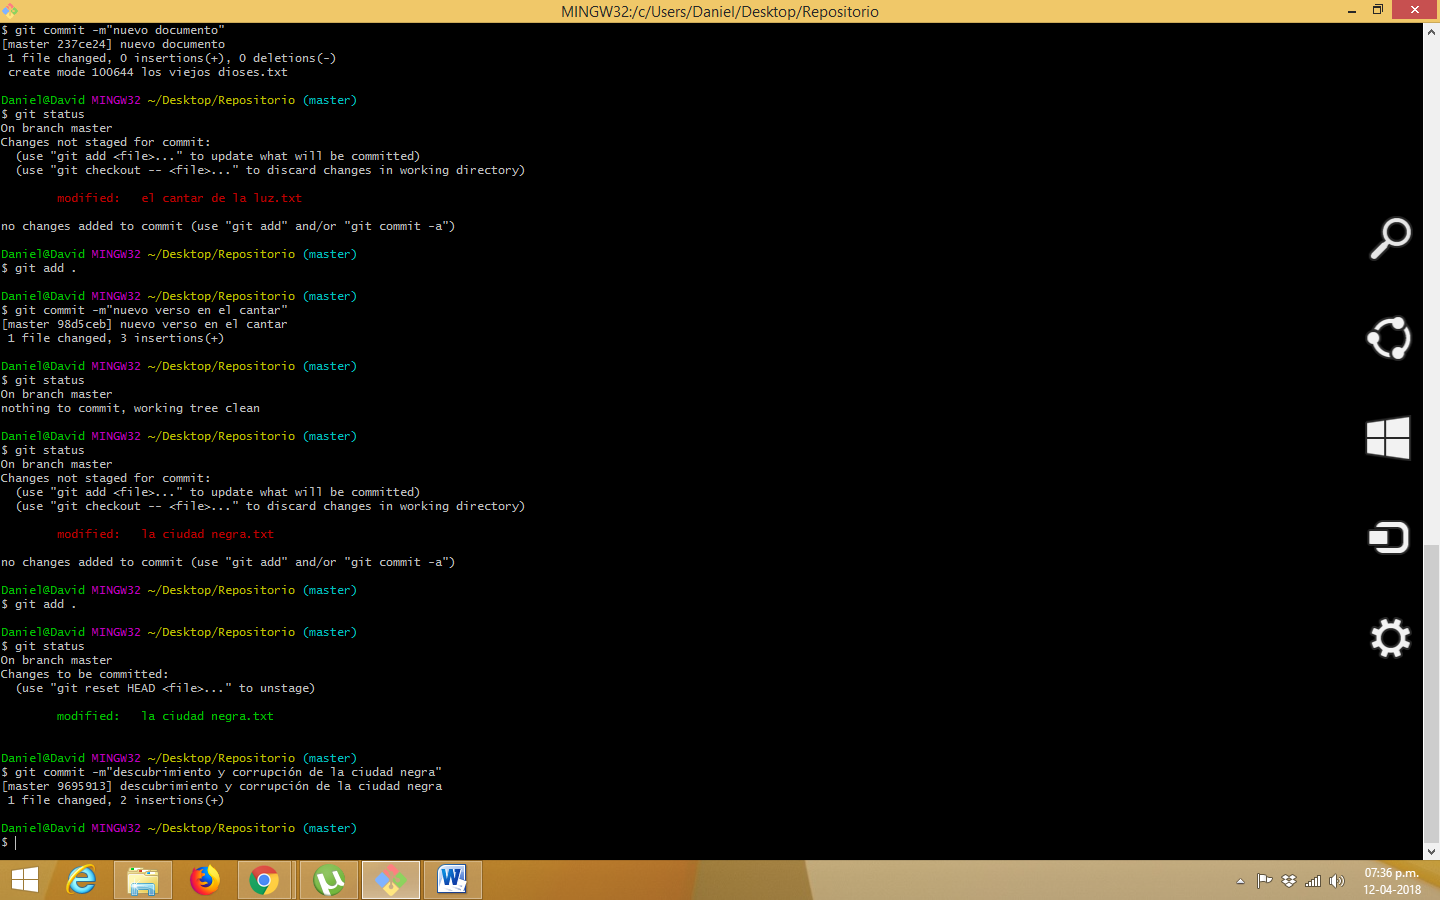 MINGW32:/c/Users/Daniel/Desktop/Repositorio
$ git commit -m"nuevo documento"
[master 237ce24] nuevo documento
 1 file changed, 0 insertions(+), 0 deletions(-)
 create mode 100644 los viejos dioses.txt
Daniel@David MINGW32 ~/Desktop/Repositorio (master)
$ git status
On branch master
Changes not staged for commit:
  (use "git add <file>..." to update what will be committed)
  (use "git checkout -- <file>..." to discard changes in working directory)
        modified:   el cantar de la luz.txt
no changes added to commit (use "git add" and/or "git commit -a")
Daniel@David MINGW32 ~/Desktop/Repositorio (master)
$ git add .
Daniel@David MINGW32 ~/Desktop/Repositorio (master)
$ git commit -m"nuevo verso en el cantar"
[master 98d5ceb] nuevo verso en el cantar
 1 file changed, 3 insertions(+)
Daniel@David MINGW32 ~/Desktop/Repositorio (master)
$ git status
On branch master
nothing to commit, working tree clean
Daniel@David MINGW32 ~/Desktop/Repositorio (master)
$ git status
On branch master
Changes not staged for commit:
  (use "git add <file>..." to update what will be committed)
  (use "git checkout -- <file>..." to discard changes in working directory)
        modified:   la ciudad negra.txt
no changes added to commit (use "git add" and/or "git commit -a")
Daniel@David MINGW32 ~/Desktop/Repositorio (master)
$ git add .
Daniel@David MINGW32 ~/Desktop/Repositorio (master)
$ git status
On branch master
Changes to be committed:
  (use "git reset HEAD <file>..." to unstage)
        modified:   la ciudad negra.txt
Daniel@David MINGW32 ~/Desktop/Repositorio (master)
$ git commit -m"descubrimiento y corrupción de la ciudad negra"
[master 9695913] descubrimiento y corrupción de la ciudad negra
 1 file changed, 2 insertions(+)
Daniel@David MINGW32 ~/Desktop/Repositorio (master)
$
07:36 p.m.
12-04-2018